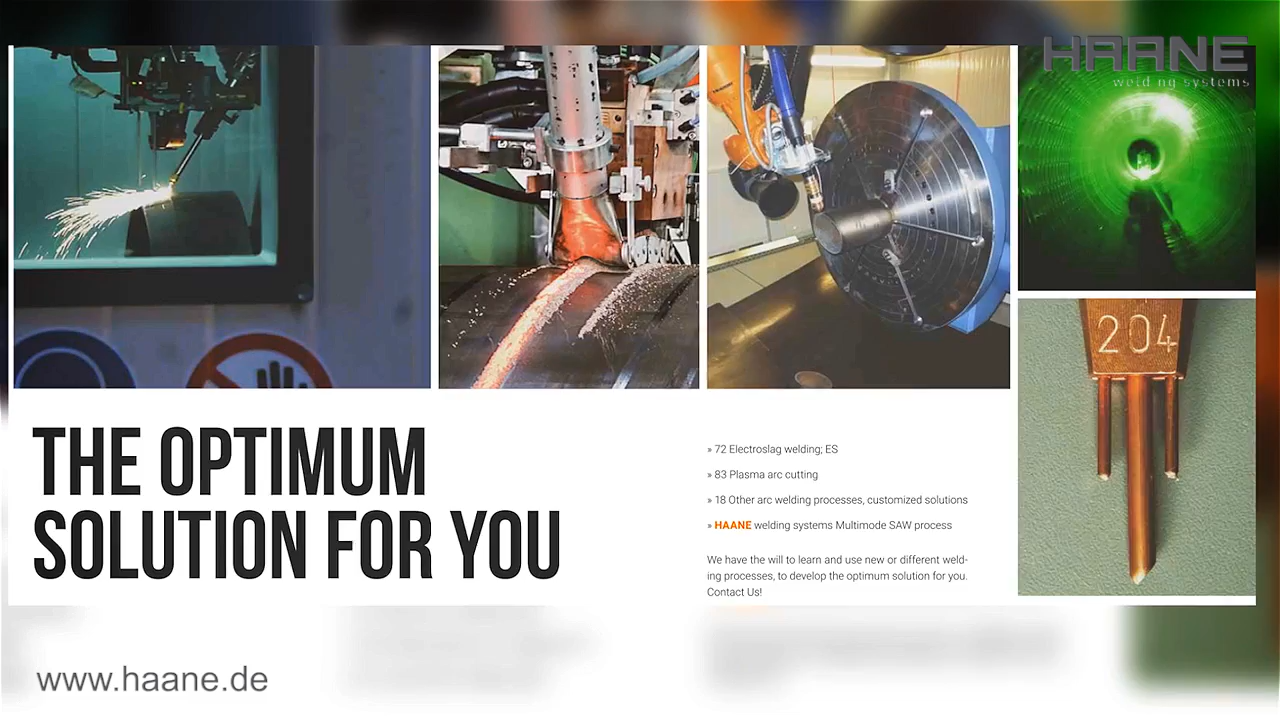 HAANE
welding systems
204
THE OPTIMUM
SOLUTION FOR YOU
» 72 Electroslag welding; ES
» 83 Plasma arc cutting
» 18 Other arc welding processes, customized solutions
» HAANE welding systems Multimode SAW process
We have the will to learn and use new or different weld-
ing processes, to develop the optimum solution for you.
Contact Us!
www.haane.de